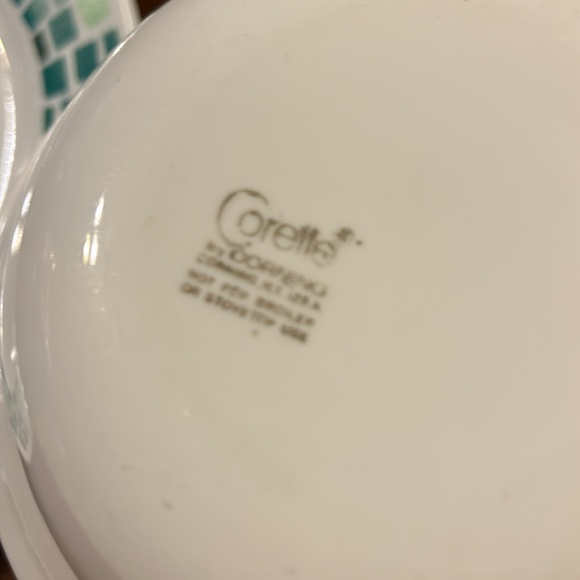 Corelle®
BY CORNING
CORNING, N.Y. USA
NOT FOR BROILER
OR STOVETOP USE